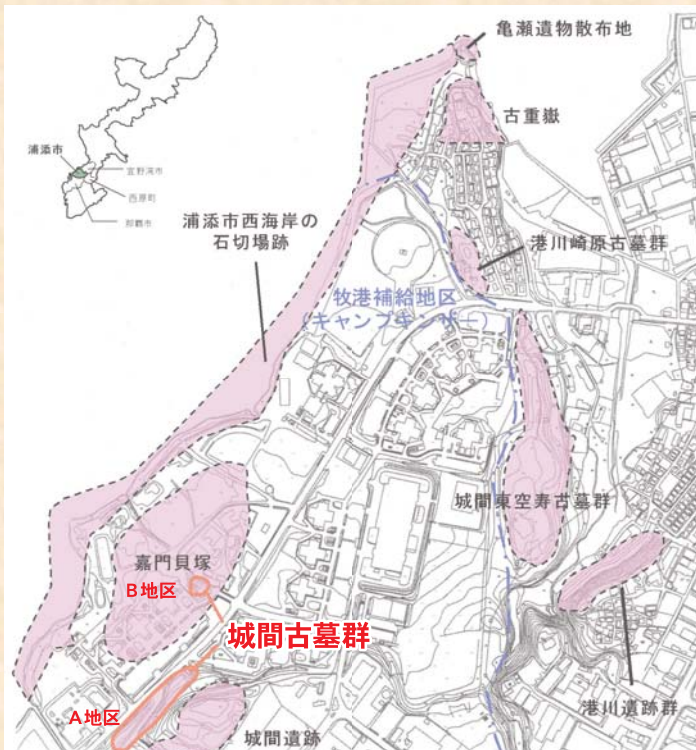 亀瀬遺物散布地
古重嶽
浦添市
宜野湾市
西原町
那覇市
浦添市西海岸の
石切場跡
港川崎原古墓群
牧港補給地区
(キャンプキンザー)
城間東空寿古墓群
嘉門貝塚
B地区
城間古墓群
A地区
港川遺跡群
城間遺跡